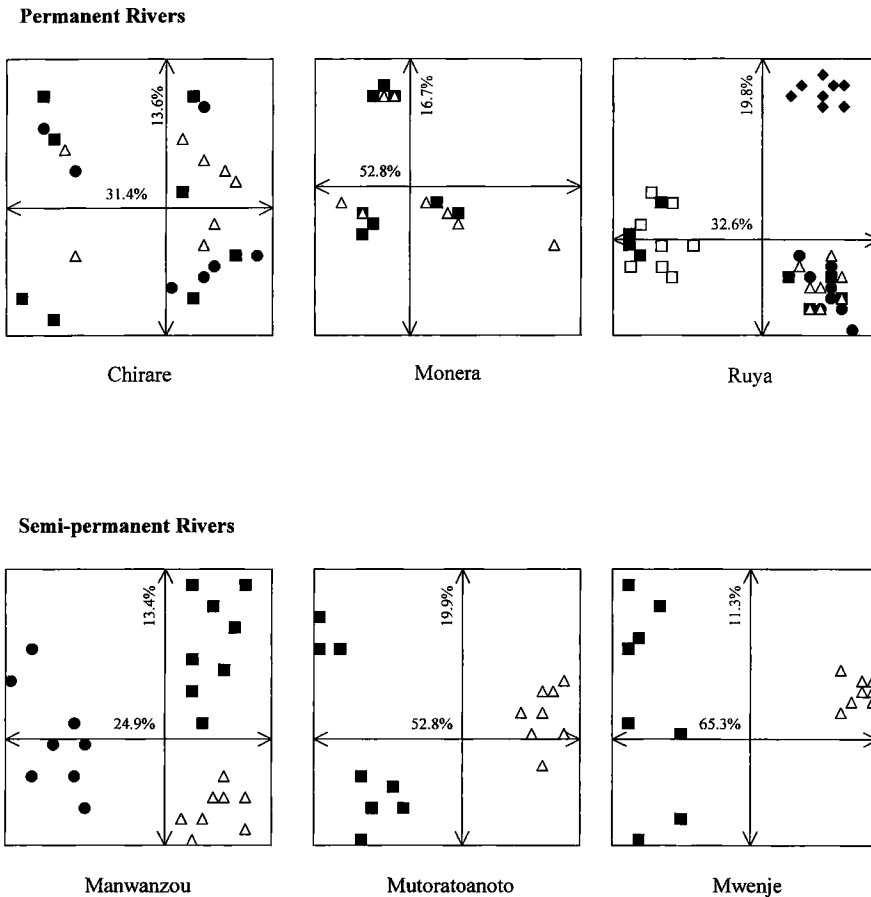 Permanent Rivers
13.6%
31.4%
Chirare
16.7%
52.8%
Monera
19.8%
32.6%
Ruya
Semi-permanent Rivers
13.4%
24.9%
Manwanzou
19.9%
52.8%
Mutoratoanoto
11.3%
65.3%
Mwenje